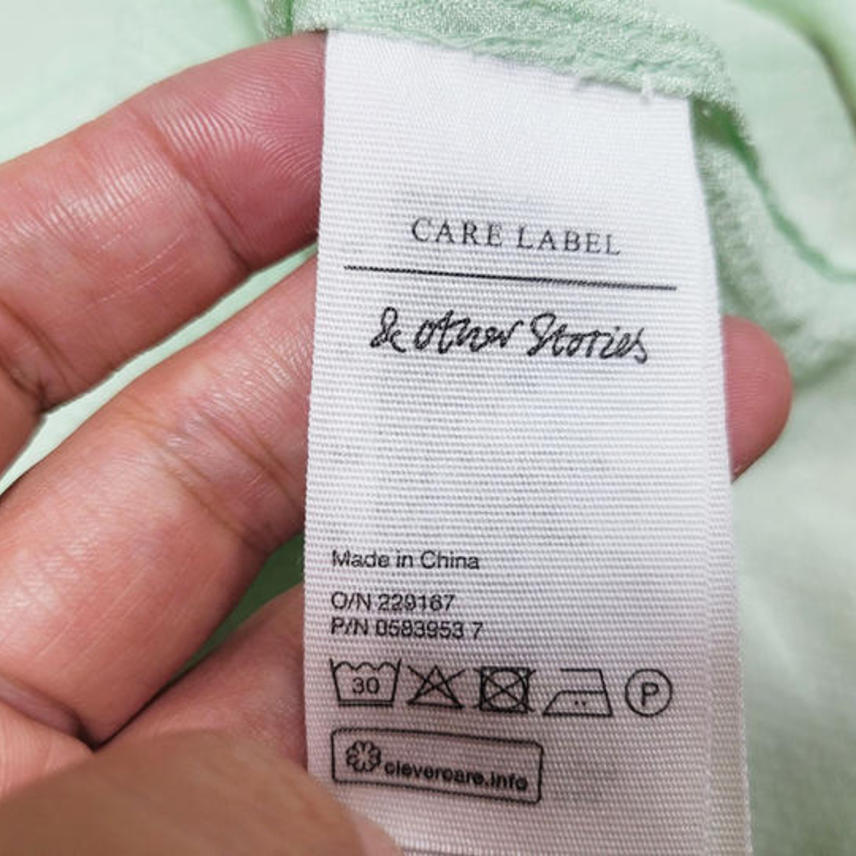 CARE LABEL
& other Stories
Made in China
O/N 229167
P/N 0583953 7
30 P
clevercare.info